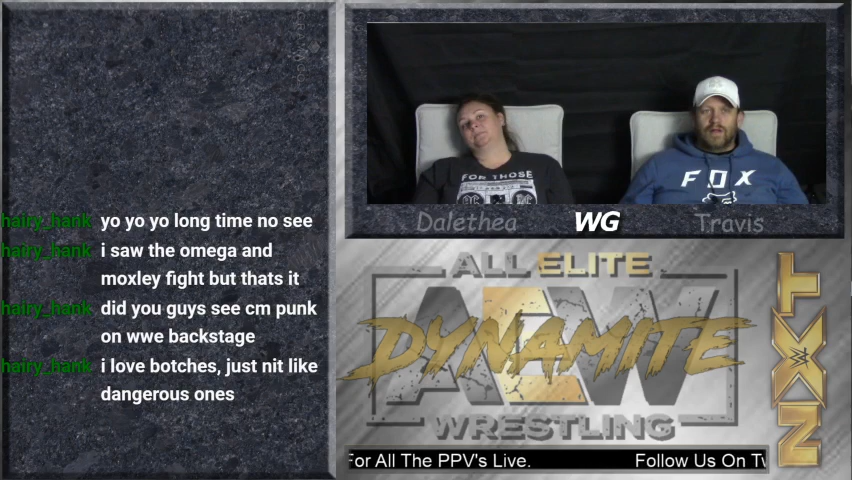 hairy_hank yo yo yo long time no see
hairy_hank i saw the omega and
moxley fight but thats it
hairy_hank did you guys see cm punk
on wwe backstage
hairy_hank i love botches, just nit like
dangerous ones
FOR THOSE
FOX
Dalethea WG Travis
ALL ELITE
AEW
DYNAMITE
WRESTLING
NXT
For All The PPV's Live. Follow Us On Tw